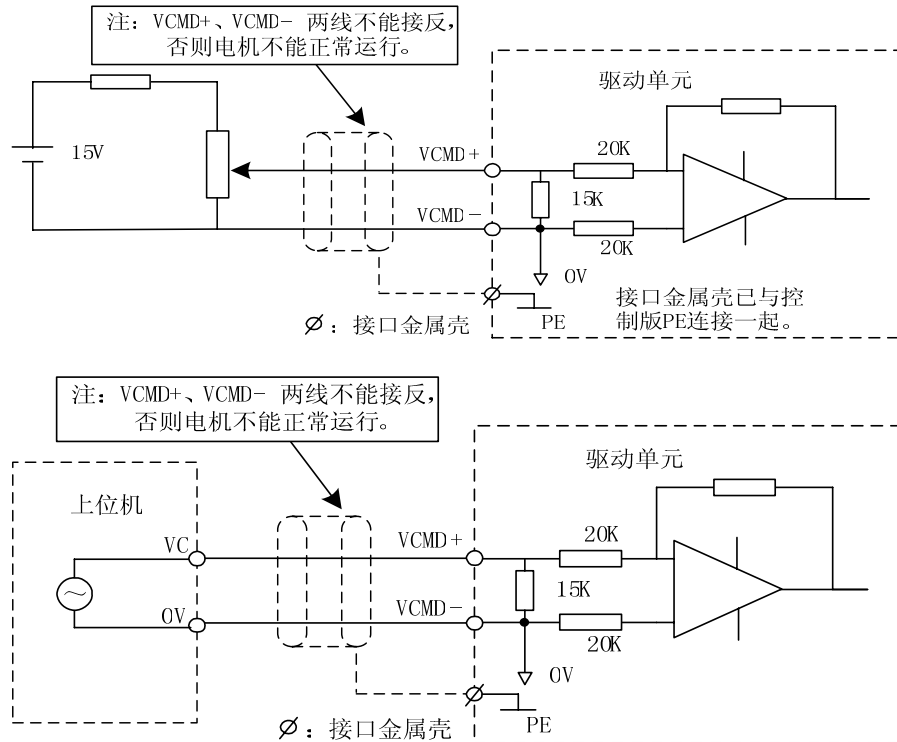 注：VCMD+、VCMD- 两线不能接反，
否则电机不能正常运行。
驱动单元
15V
VCMD+
20K
15K
VCMD-
20K
0V
PE
接口金属壳已与控
制版PE连接一起。
Ø：接口金属壳
注：VCMD+、VCMD- 两线不能接反，
否则电机不能正常运行。
驱动单元
上位机
VC
VCMD+
20K
15K
0V
VCMD-
20K
0V
PE
Ø：接口金属壳